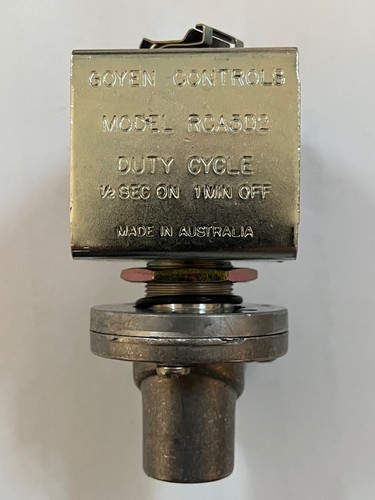 GOYEN CONTROLS
MODEL RCA3D2
DUTY CYCLE
½ SEC ON 1 MIN OFF
MADE IN AUSTRALIA